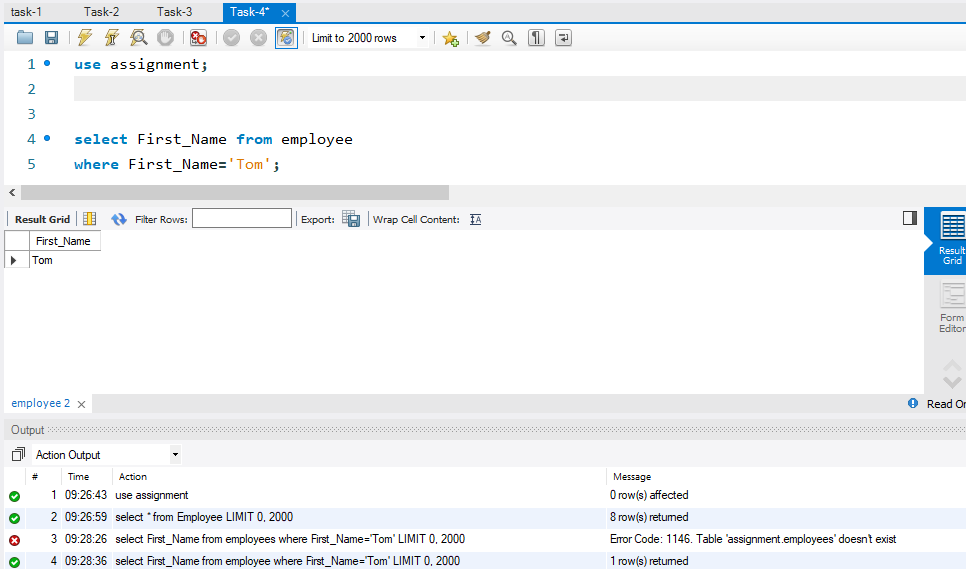 task-1 Task-2 Task-3 Task-4*
Limit to 2000 rows
1 use assignment;
2
3
4 select First_Name from employee
5 where First_Name='Tom';
Result Grid Filter Rows: Export: Wrap Cell Content:
First_Name
Tom
Result
Grid
Form
Editor
employee 2 Read
Output
Action Output
# Time Action Message
1 09:26:43 use assignment 0 row(s) affected
2 09:26:59 select * from Employee LIMIT 0, 2000 8 row(s) returned
3 09:28:26 select First_Name from employees where First_Name='Tom' LIMIT 0, 2000 Error Code: 1146. Table 'assignment.employees' doesn't exist
4 09:28:36 select First_Name from employee where First_Name='Tom' LIMIT 0, 2000 1 row(s) returned